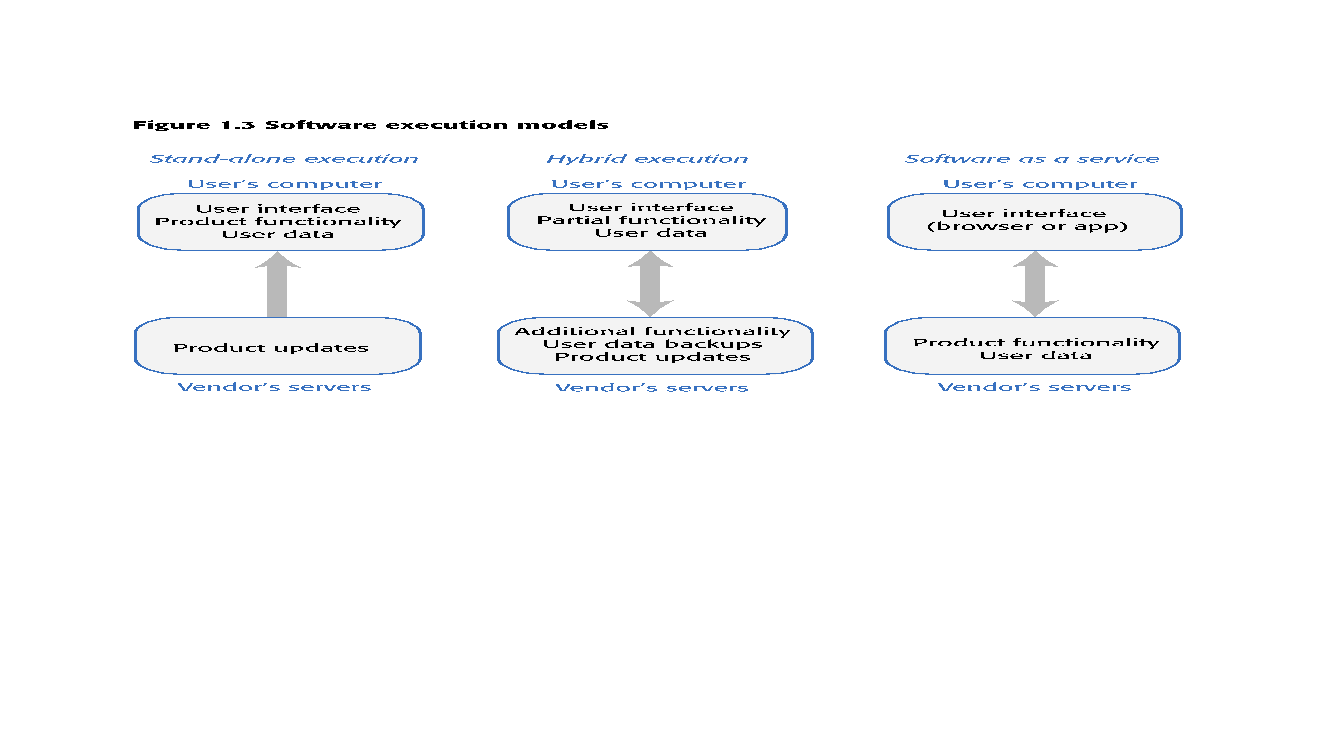 Figure 1.3 Software execution models
Stand-alone execution
User's computer
User interface
Product functionality
User data
Product updates
Vendor's servers
Hybrid execution
User's computer
User interface
Partial functionality
User data
Additional functionality
User data backups
Product updates
Vendor's servers
Software as a service
User's computer
User interface
(browser or app)
Product functionality
User data
Vendor's servers